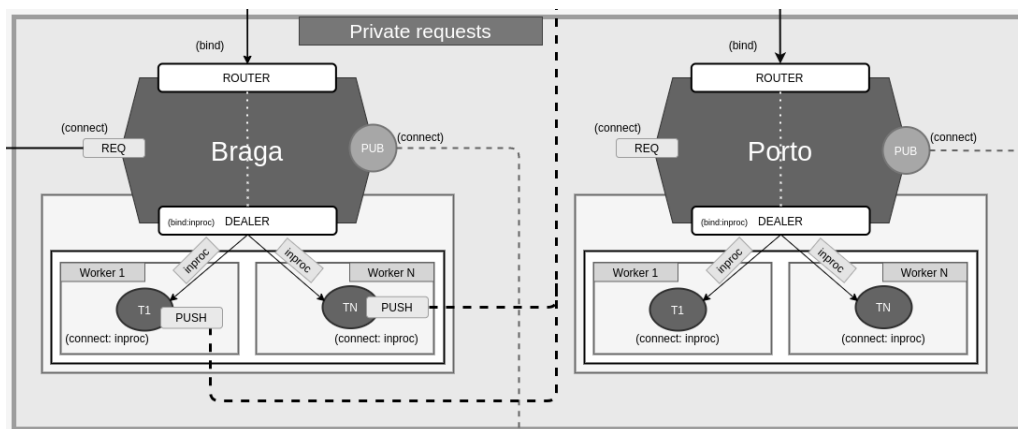 Private requests
(bind)
ROUTER
(connect)
REQ
Braga
PUB
(connect)
(bind:inproc)
DEALER
inproc
inproc
Worker 1
Worker N
T1
PUSH
TN
PUSH
(connect: inproc)
(connect: inproc)
(bind)
ROUTER
(connect)
REQ
Porto
PUB
(connect)
(bind:inproc)
DEALER
inproc
inproc
Worker 1
Worker N
T1
TN
(connect: inproc)
(connect: inproc)